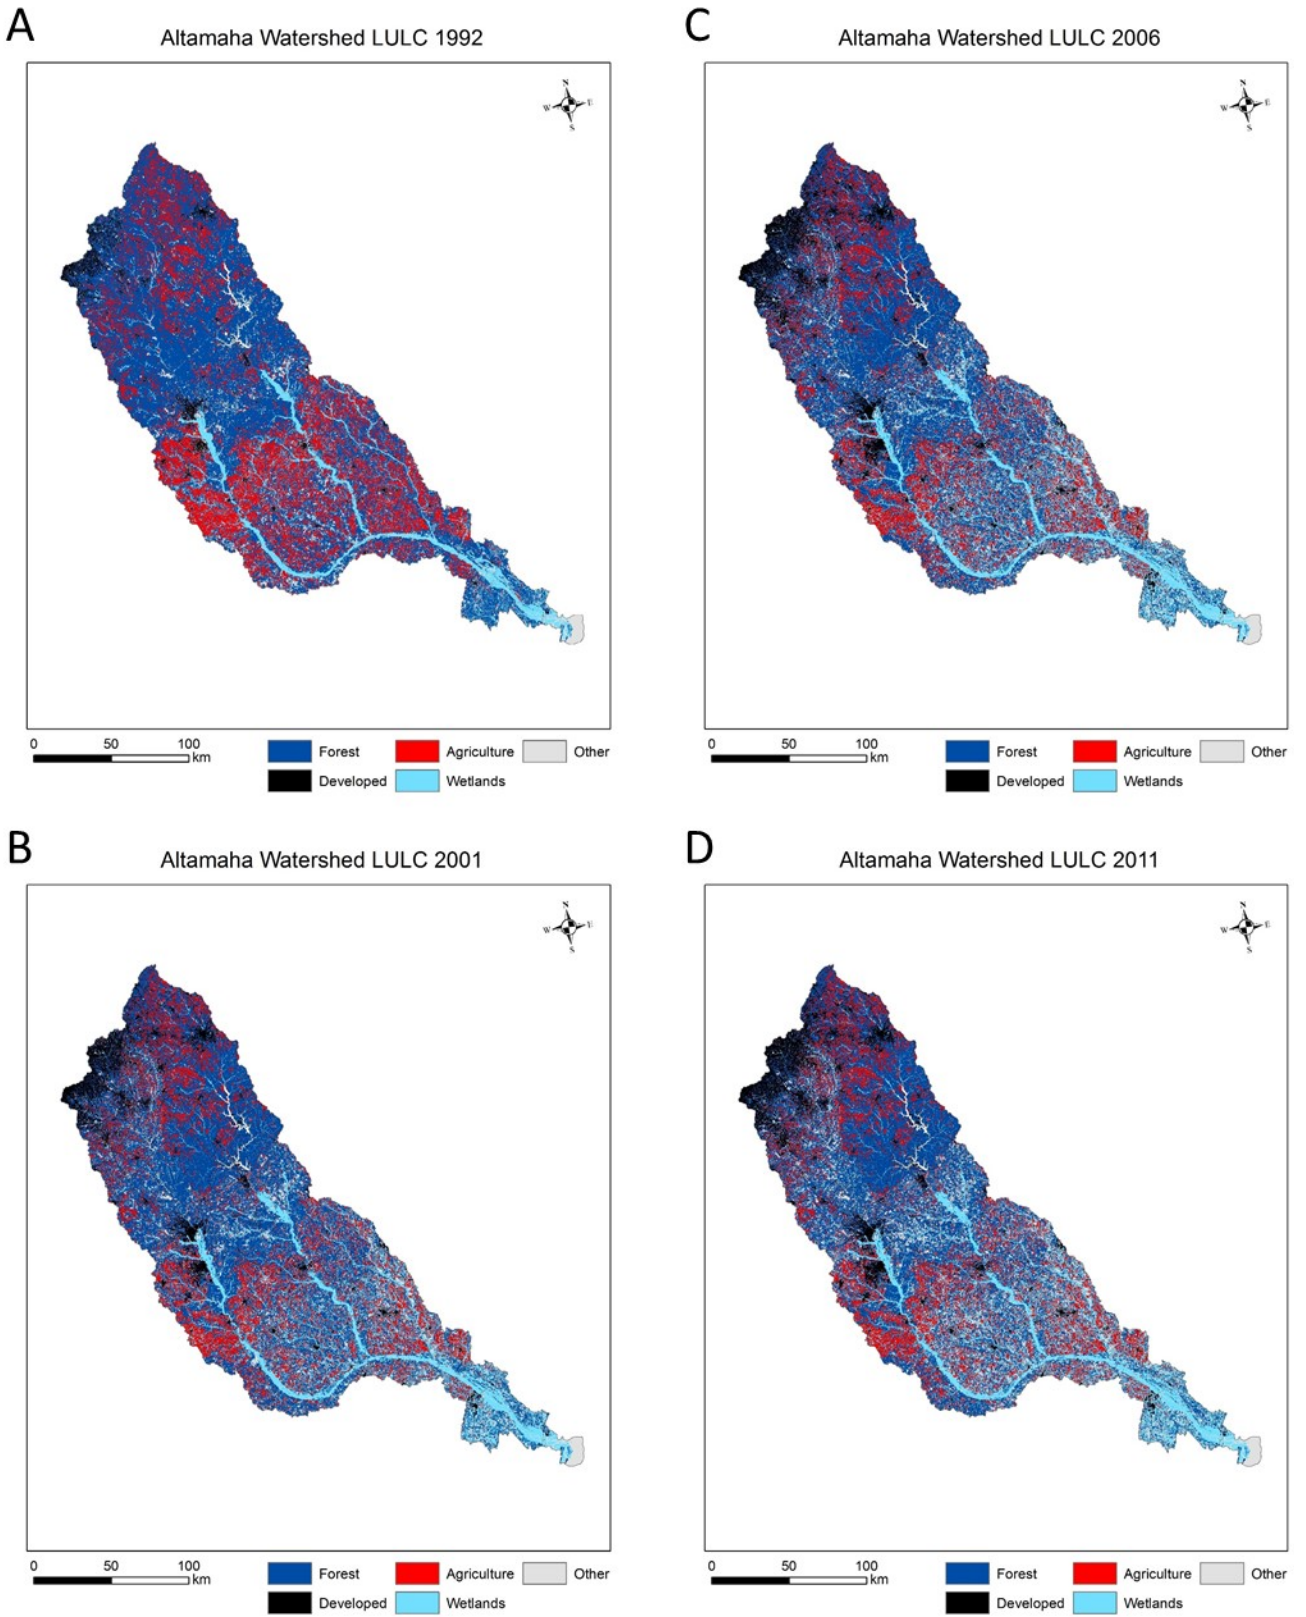 A
Altamaha Watershed LULC 1992
N
W E
S
0 50 100
km
Forest Agriculture Other
Developed Wetlands
C
Altamaha Watershed LULC 2006
N
W E
S
0 50 100
km
Forest Agriculture Other
Developed Wetlands
B
Altamaha Watershed LULC 2001
N
W E
S
0 50 100
km
Forest Agriculture Other
Developed Wetlands
D
Altamaha Watershed LULC 2011
N
W E
S
0 50 100
km
Forest Agriculture Other
Developed Wetlands